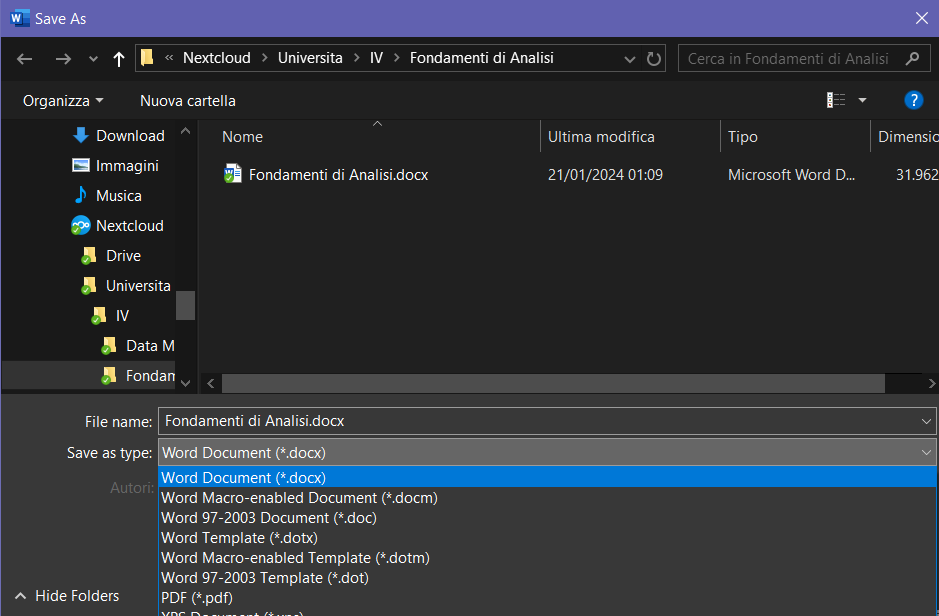 Save As
« Nextcloud > Universita > IV > Fondamenti di Analisi
Cerca in Fondamenti di Analisi
Organizza
Nuova cartella
?
Nome
Ultima modifica
Tipo
Dimensio
Download
Immagini
Musica
Nextcloud
Drive
Universita
IV
Data M
Fondam
Fondamenti di Analisi.docx
21/01/2024 01:09
Microsoft Word D...
31.962
File name: Fondamenti di Analisi.docx
Save as type: Word Document (*.docx)
Autori:
Word Document (*.docx)
Word Macro-enabled Document (*.docm)
Word 97-2003 Document (*.doc)
Word Template (*.dotx)
Word Macro-enabled Template (*.dotm)
Word 97-2003 Template (*.dot)
PDF (*.pdf)
XPS Document (*.xps)
Hide Folders